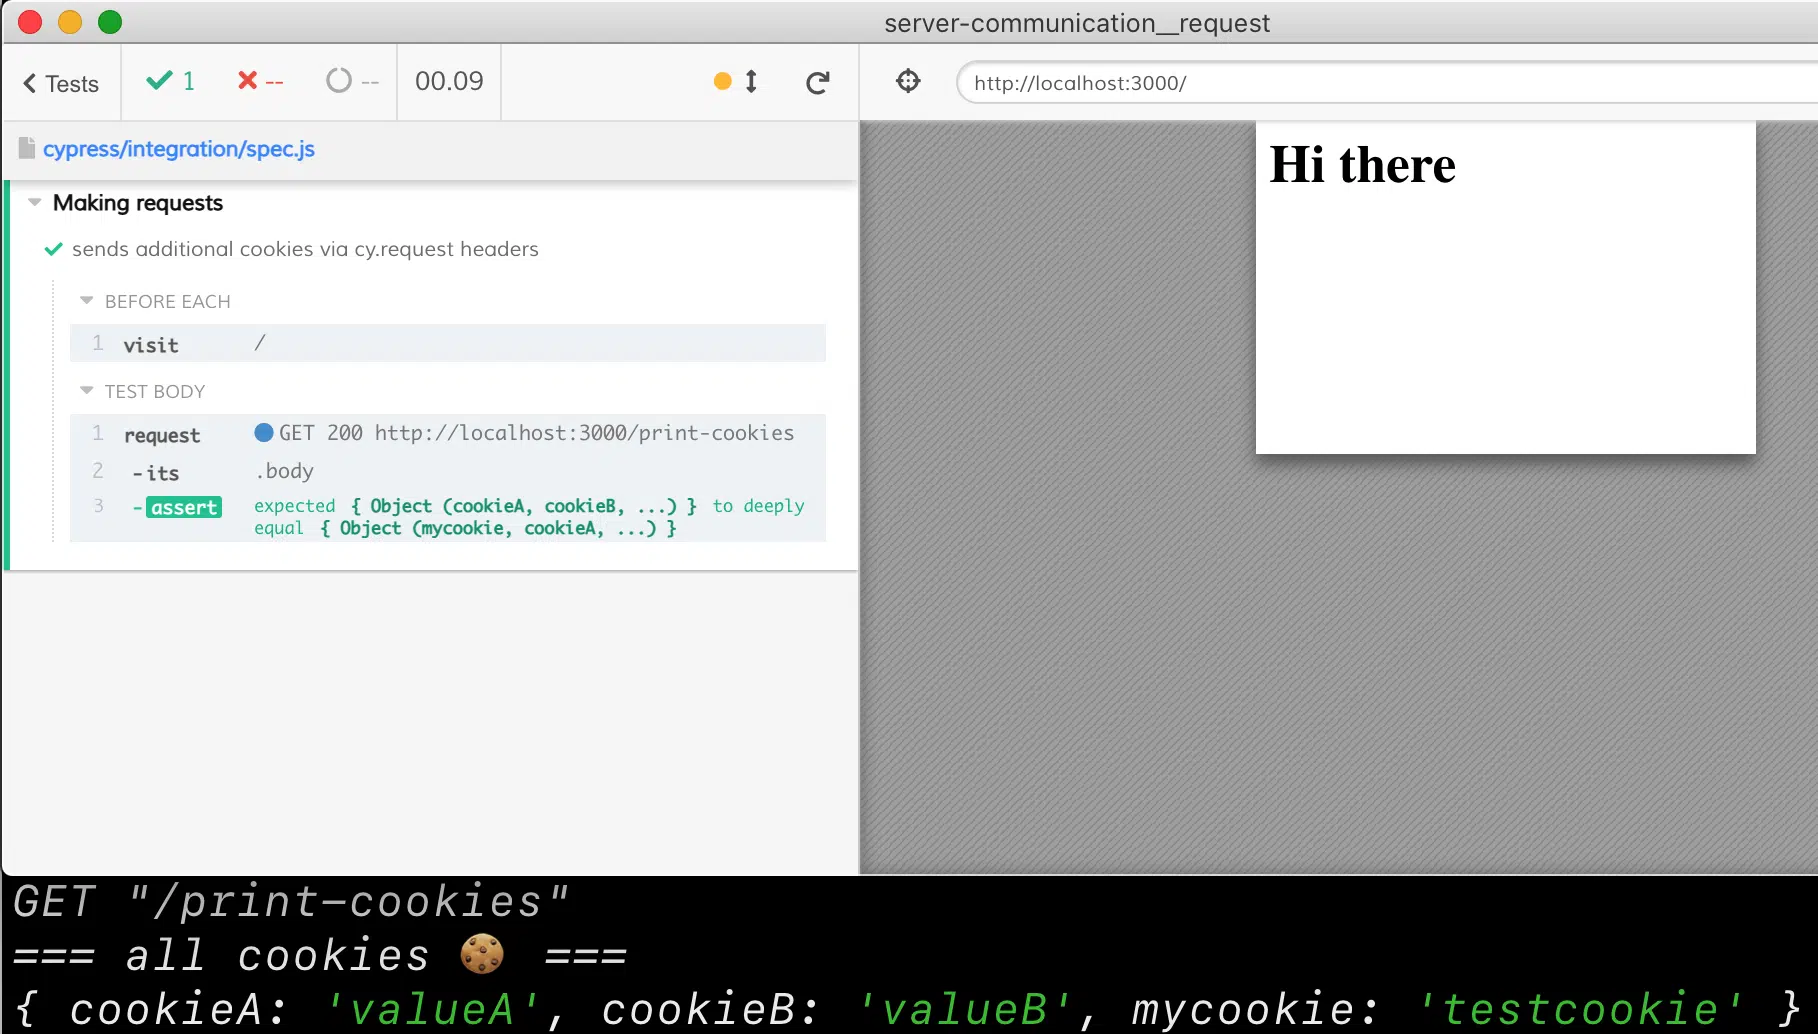 server-communication__request
Tests 1 -- -- 00.09
http://localhost:3000/
cypress/integration/spec.js
Hi there
Making requests
sends additional cookies via cy.request headers
BEFORE EACH
1 visit /
TEST BODY
1 request GET 200 http://localhost:3000/print-cookies
2 -its .body
3 -assert expected { Object (cookieA, cookieB, ...) } to deeply
equal { Object (mycookie, cookieA, ...) }
GET "/print-cookies"
=== all cookies 🍪 ===
{ cookieA: 'valueA', cookieB: 'valueB', mycookie: 'testcookie' }